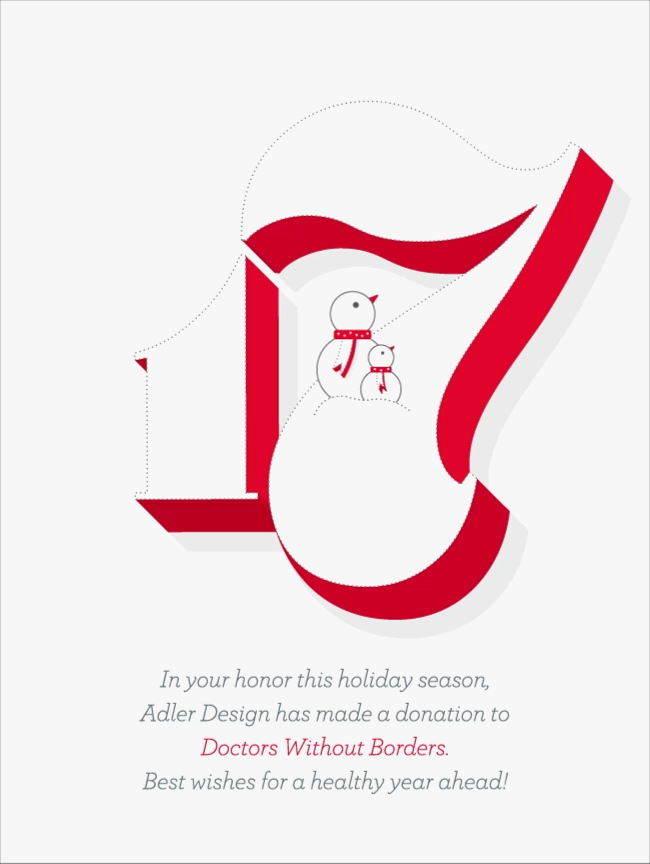 17
In your honor this holiday season,
Adler Design has made a donation to
Doctors Without Borders.
Best wishes for a healthy year ahead!